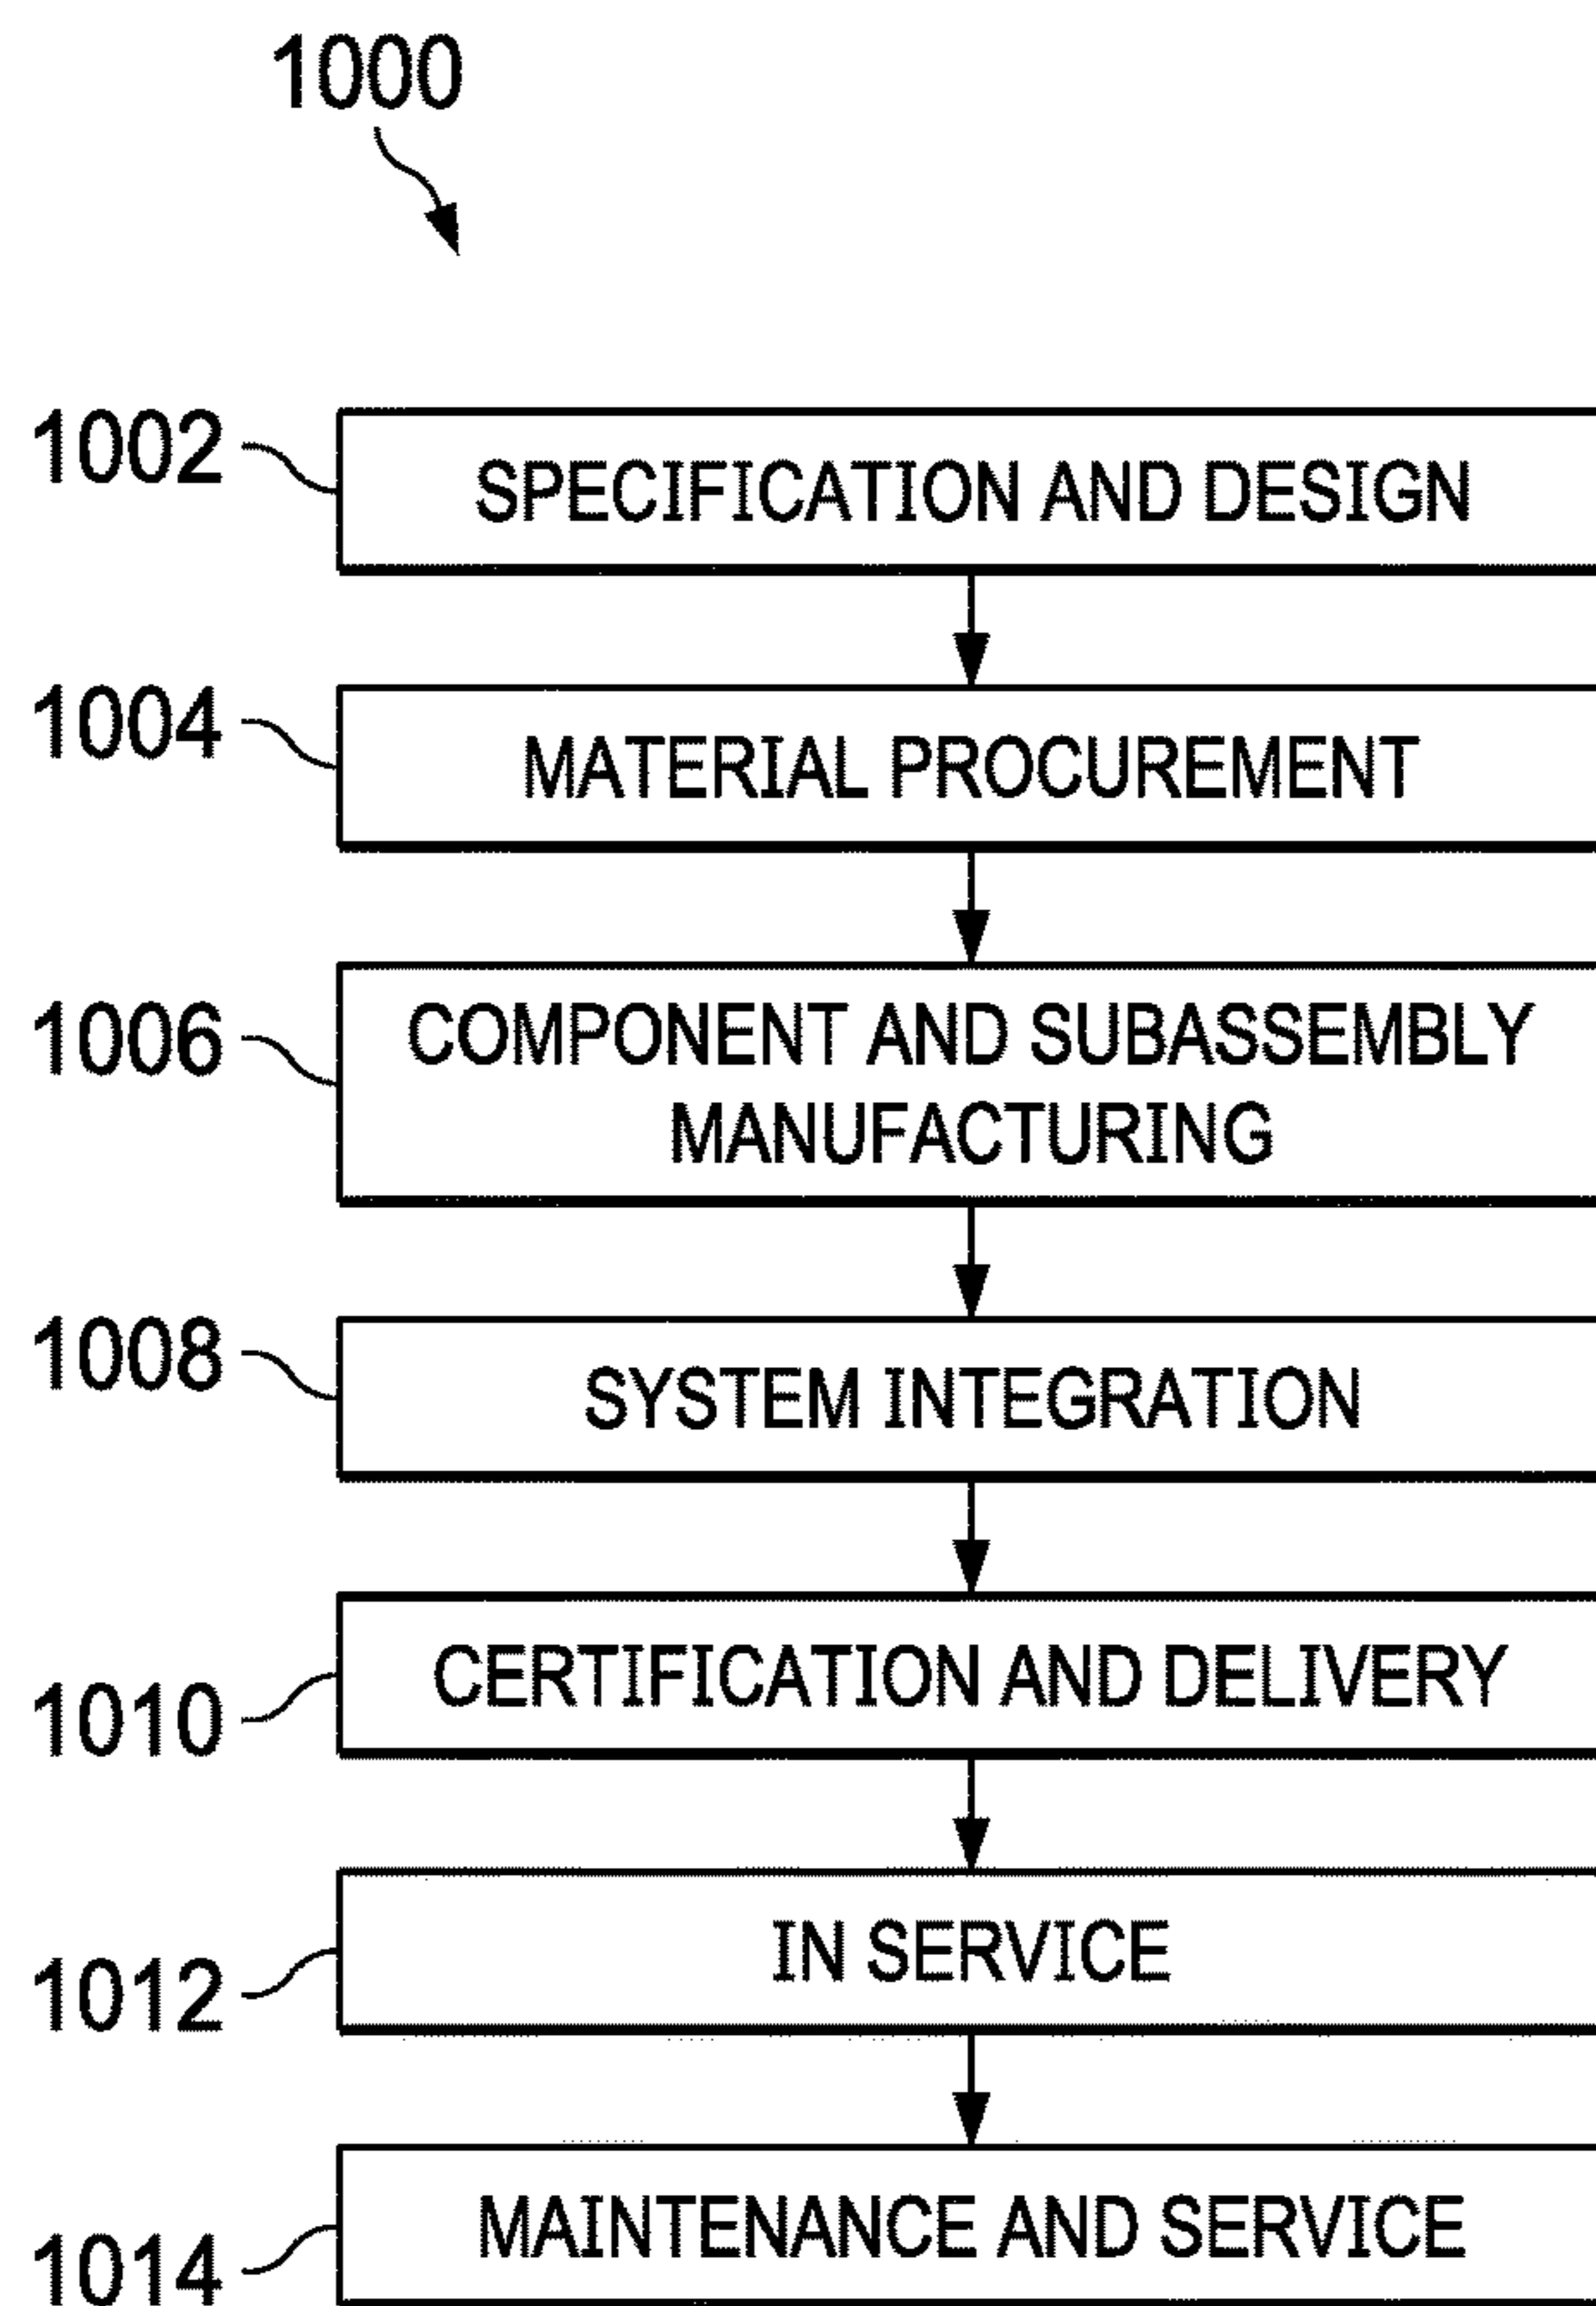 1000
1002
SPECIFICATION AND DESIGN
1004
MATERIAL PROCUREMENT
1006
COMPONENT AND SUBASSEMBLY
MANUFACTURING
1008
SYSTEM INTEGRATION
1010
CERTIFICATION AND DELIVERY
1012
IN SERVICE
1014
MAINTENANCE AND SERVICE